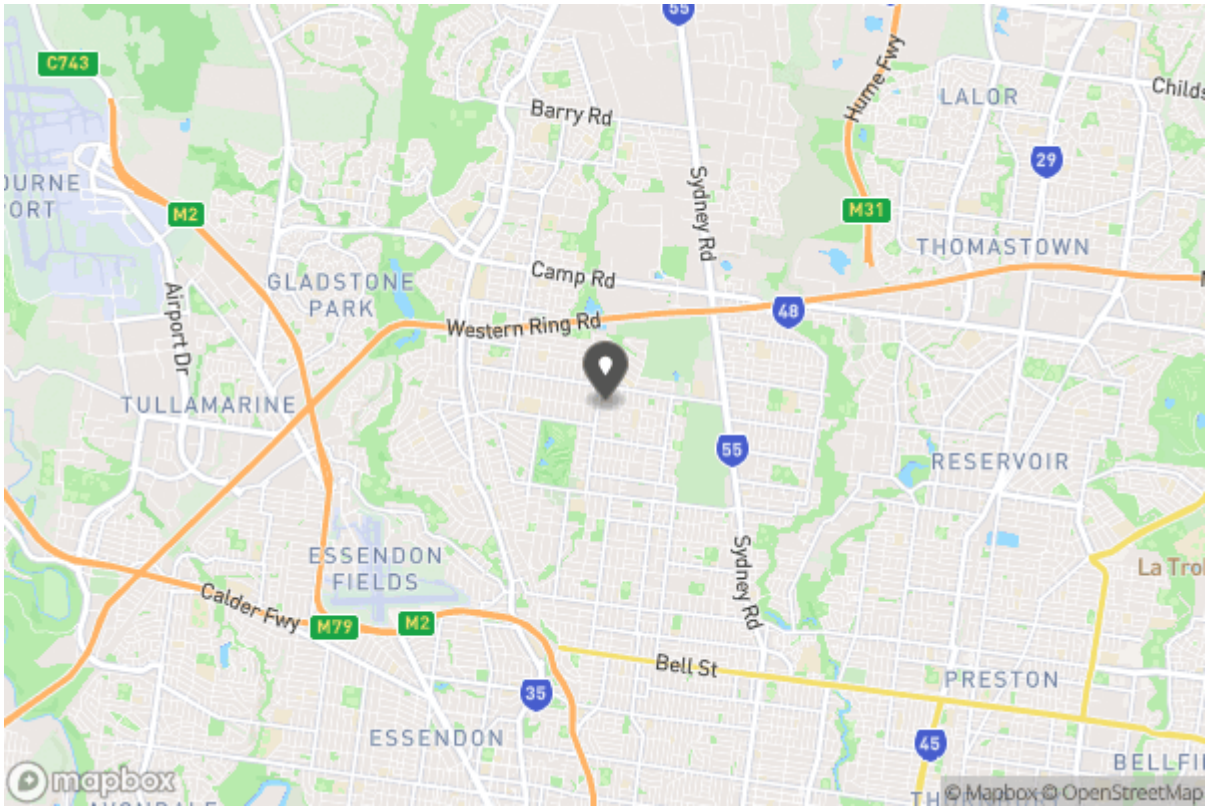 55
C743
Hume Fwy
LALOR
Childs
Barry Rd
29
OURNE
PORT
Sydney Rd
M2
M31
THOMASTOWN
GLADSTONE
PARK
Camp Rd
Airport Dr
Western Ring Rd
48
TULLAMARINE
55
RESERVOIR
ESSENDON
FIELDS
Sydney Rd
La Trol
Calder Fwy
M79
M2
Bell St
PRESTON
35
ESSENDON
45
BELLFI
mapbox
© Mapbox © OpenStreetMap